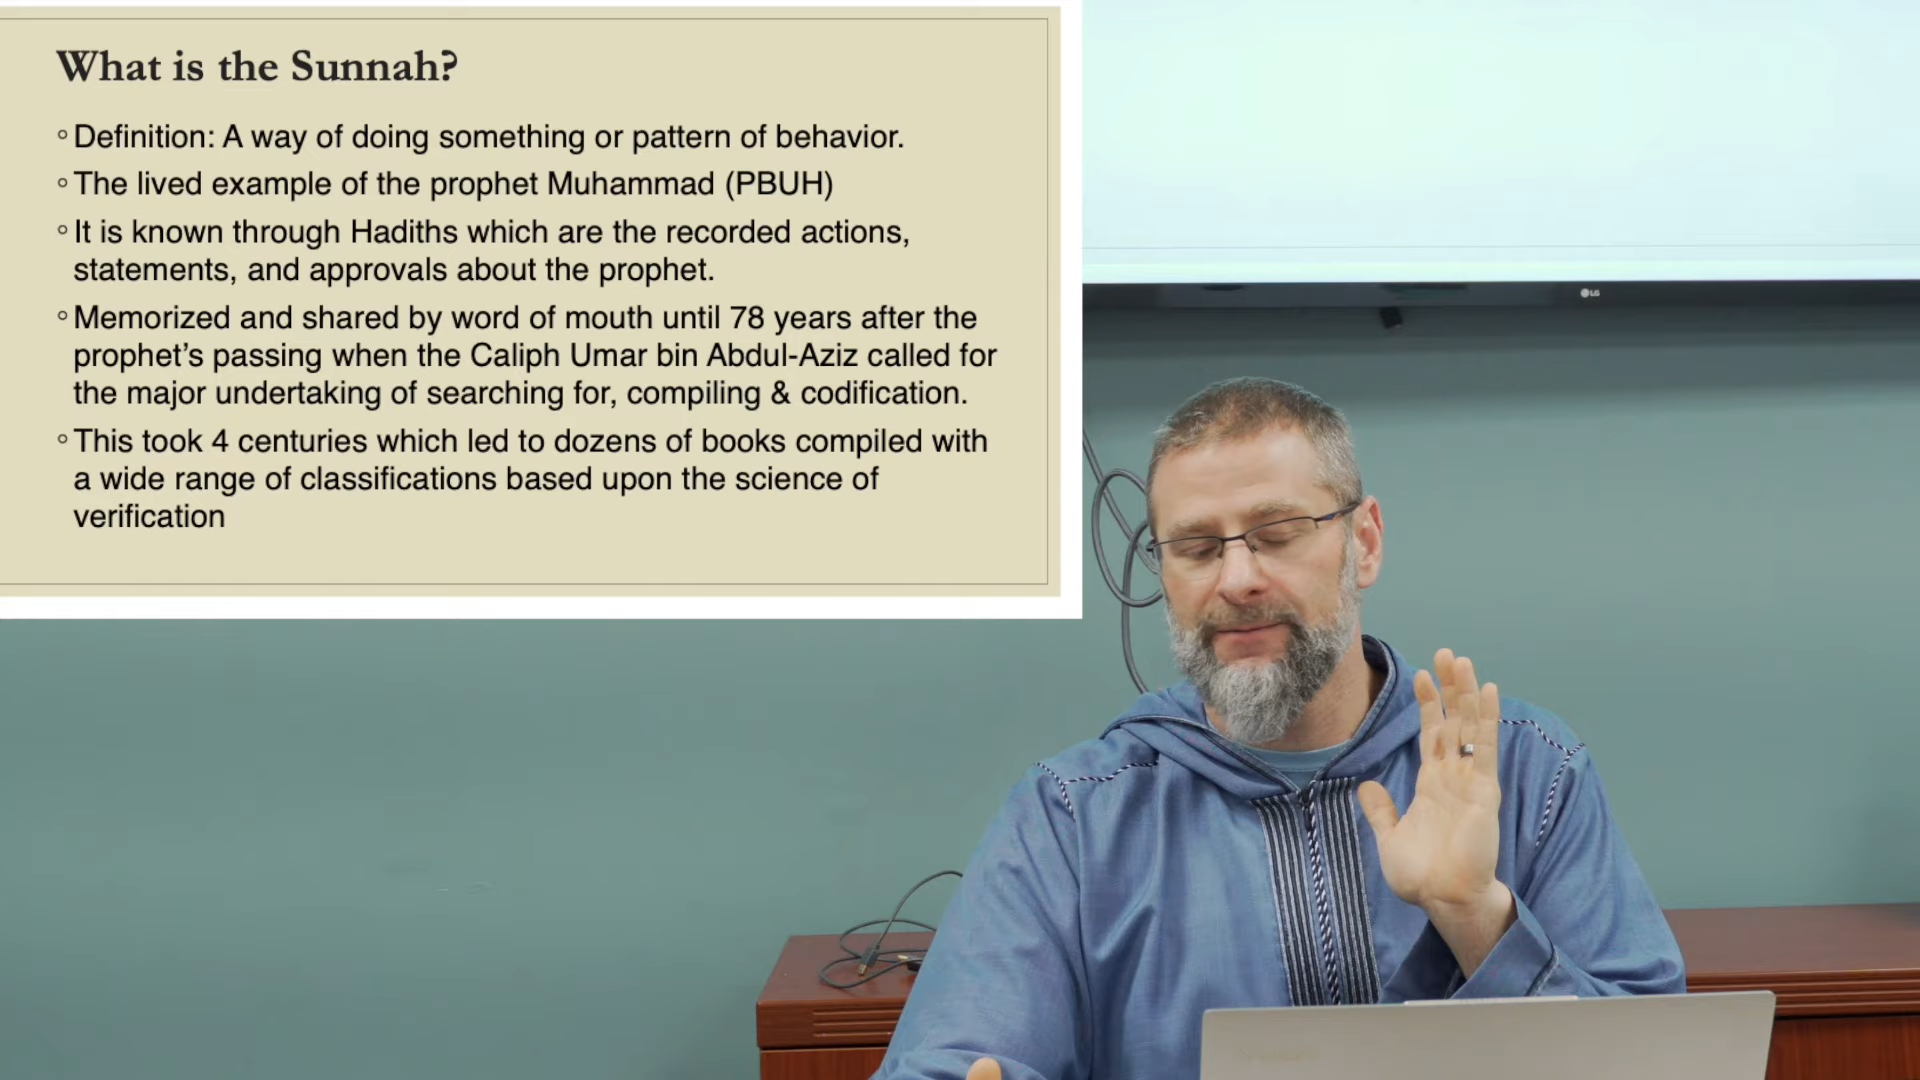 What is the Sunnah?
◦ Definition: A way of doing something or pattern of behavior.
◦ The lived example of the prophet Muhammad (PBUH)
◦ It is known through Hadiths which are the recorded actions,
statements, and approvals about the prophet.
◦ Memorized and shared by word of mouth until 78 years after the
prophet’s passing when the Caliph Umar bin Abdul-Aziz called for
the major undertaking of searching for, compiling & codification.
◦ This took 4 centuries which led to dozens of books compiled with
a wide range of classifications based upon the science of
verification
LG